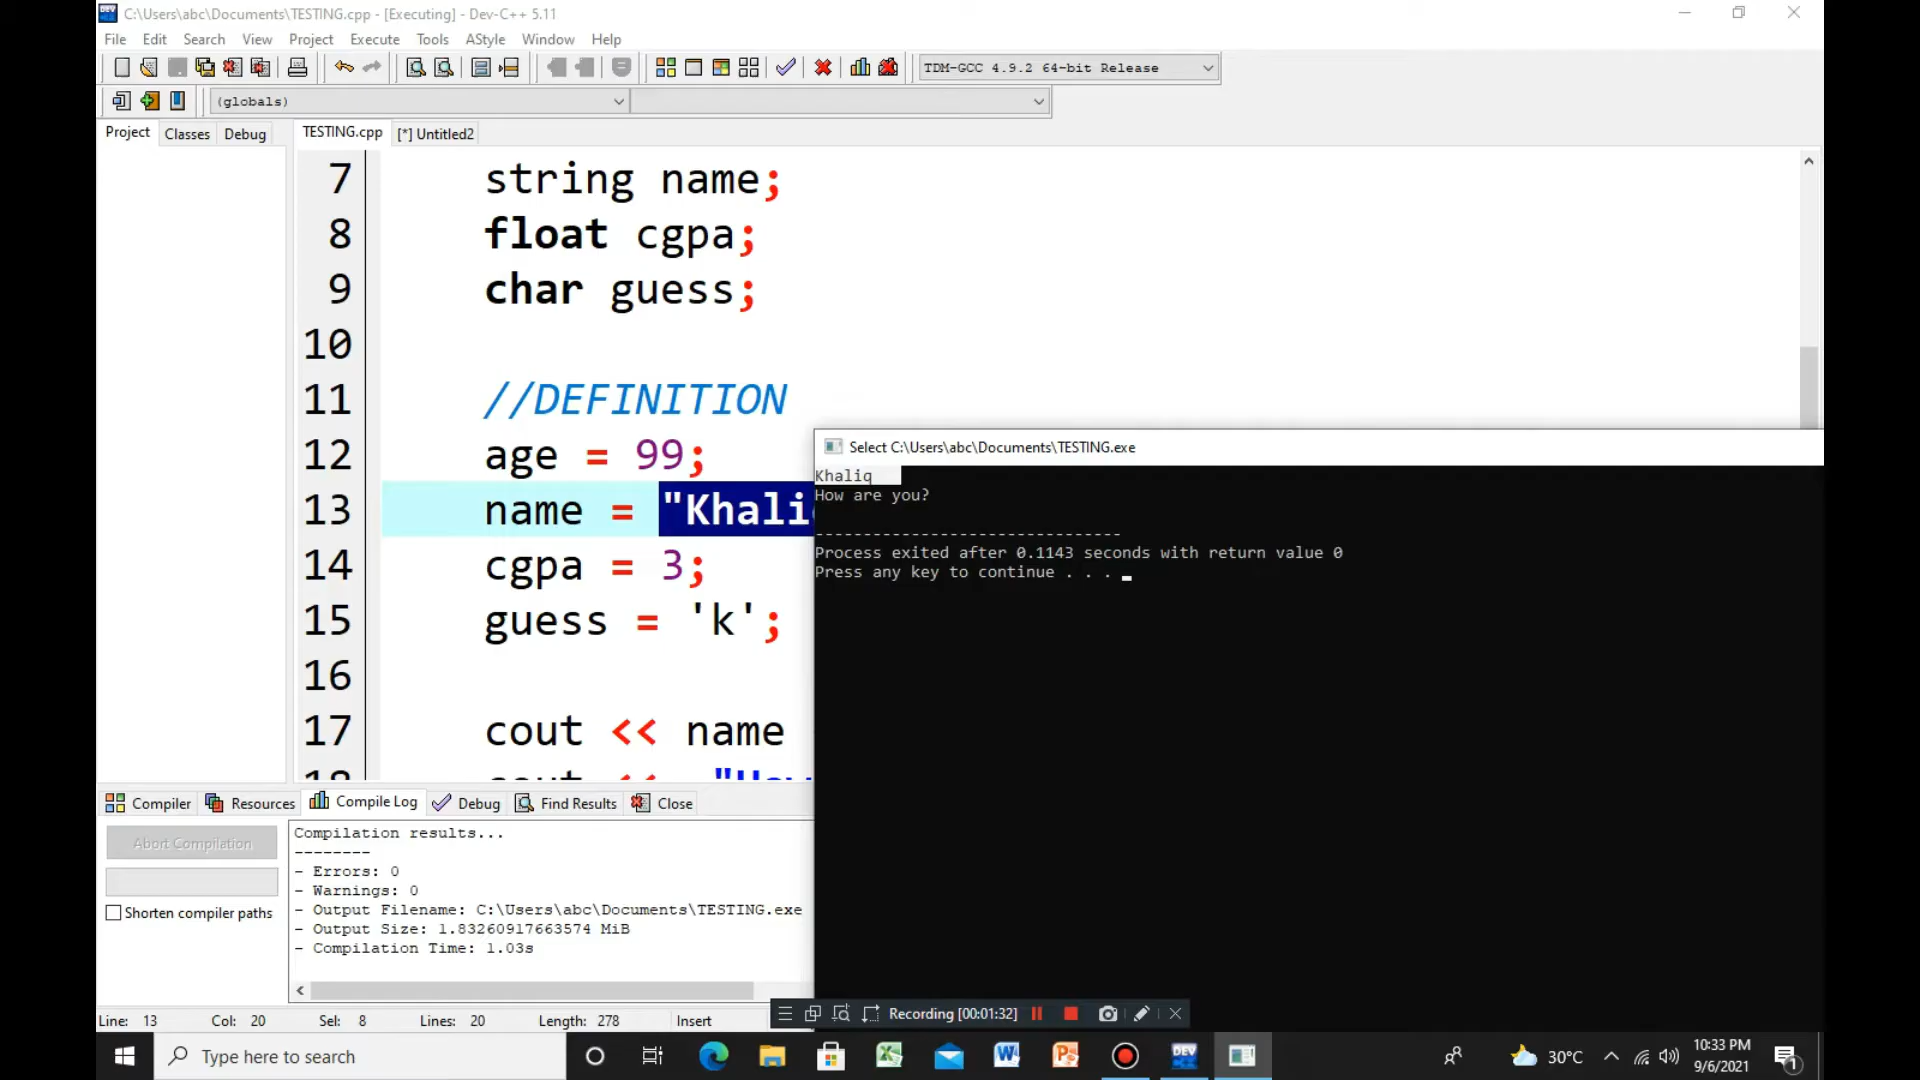 C:\Users\abc\Documents\TESTING.cpp - [Executing] - Dev-C++ 5.11
File Edit Search View Project Execute Tools AStyle Window Help
TDM-GCC 4.9.2 64-bit Release
(globals)
Project Classes Debug
TESTING.cpp [*] Untitled2
7 string name;
8 float cgpa;
9 char guess;
10
11 //DEFINITION
12 age = 99;
13 name = "Khali
14 cgpa = 3;
15 guess = 'k';
16
17 cout << name
18 cout << "How
Select C:\Users\abc\Documents\TESTING.exe
Khaliq
How are you?
--------------------------------
Process exited after 0.1143 seconds with return value 0
Press any key to continue . . .
Compiler Resources Compile Log Debug Find Results Close
Abort Compilation
Shorten compiler paths
Compilation results...
--------
- Errors: 0
- Warnings: 0
- Output Filename: C:\Users\abc\Documents\TESTING.exe
- Output Size: 1.83260917663574 MiB
- Compilation Time: 1.03s
Line: 13 Col: 20 Sel: 8 Lines: 20 Length: 278 Insert
Recording [00:01:32]
Type here to search
DEV
30°C
10:33 PM
9/6/2021
1